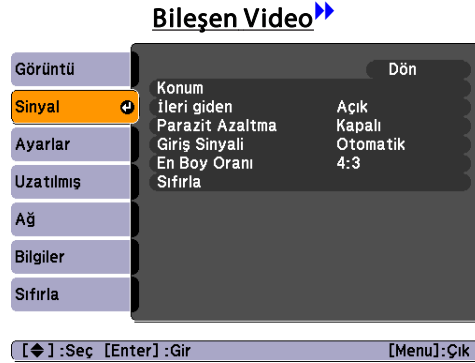 Bileşen Video
Görüntü
Sinyal
Ayarlar
Uzatılmış
Ağ
Bilgiler
Sıfırla
Dön
Konum
İleri giden Açık
Parazit Azaltma Kapalı
Giriş Sinyali Otomatik
En Boy Oranı 4:3
Sıfırla
[◆] :Seç [Enter] :Gir [Menu]:Çık